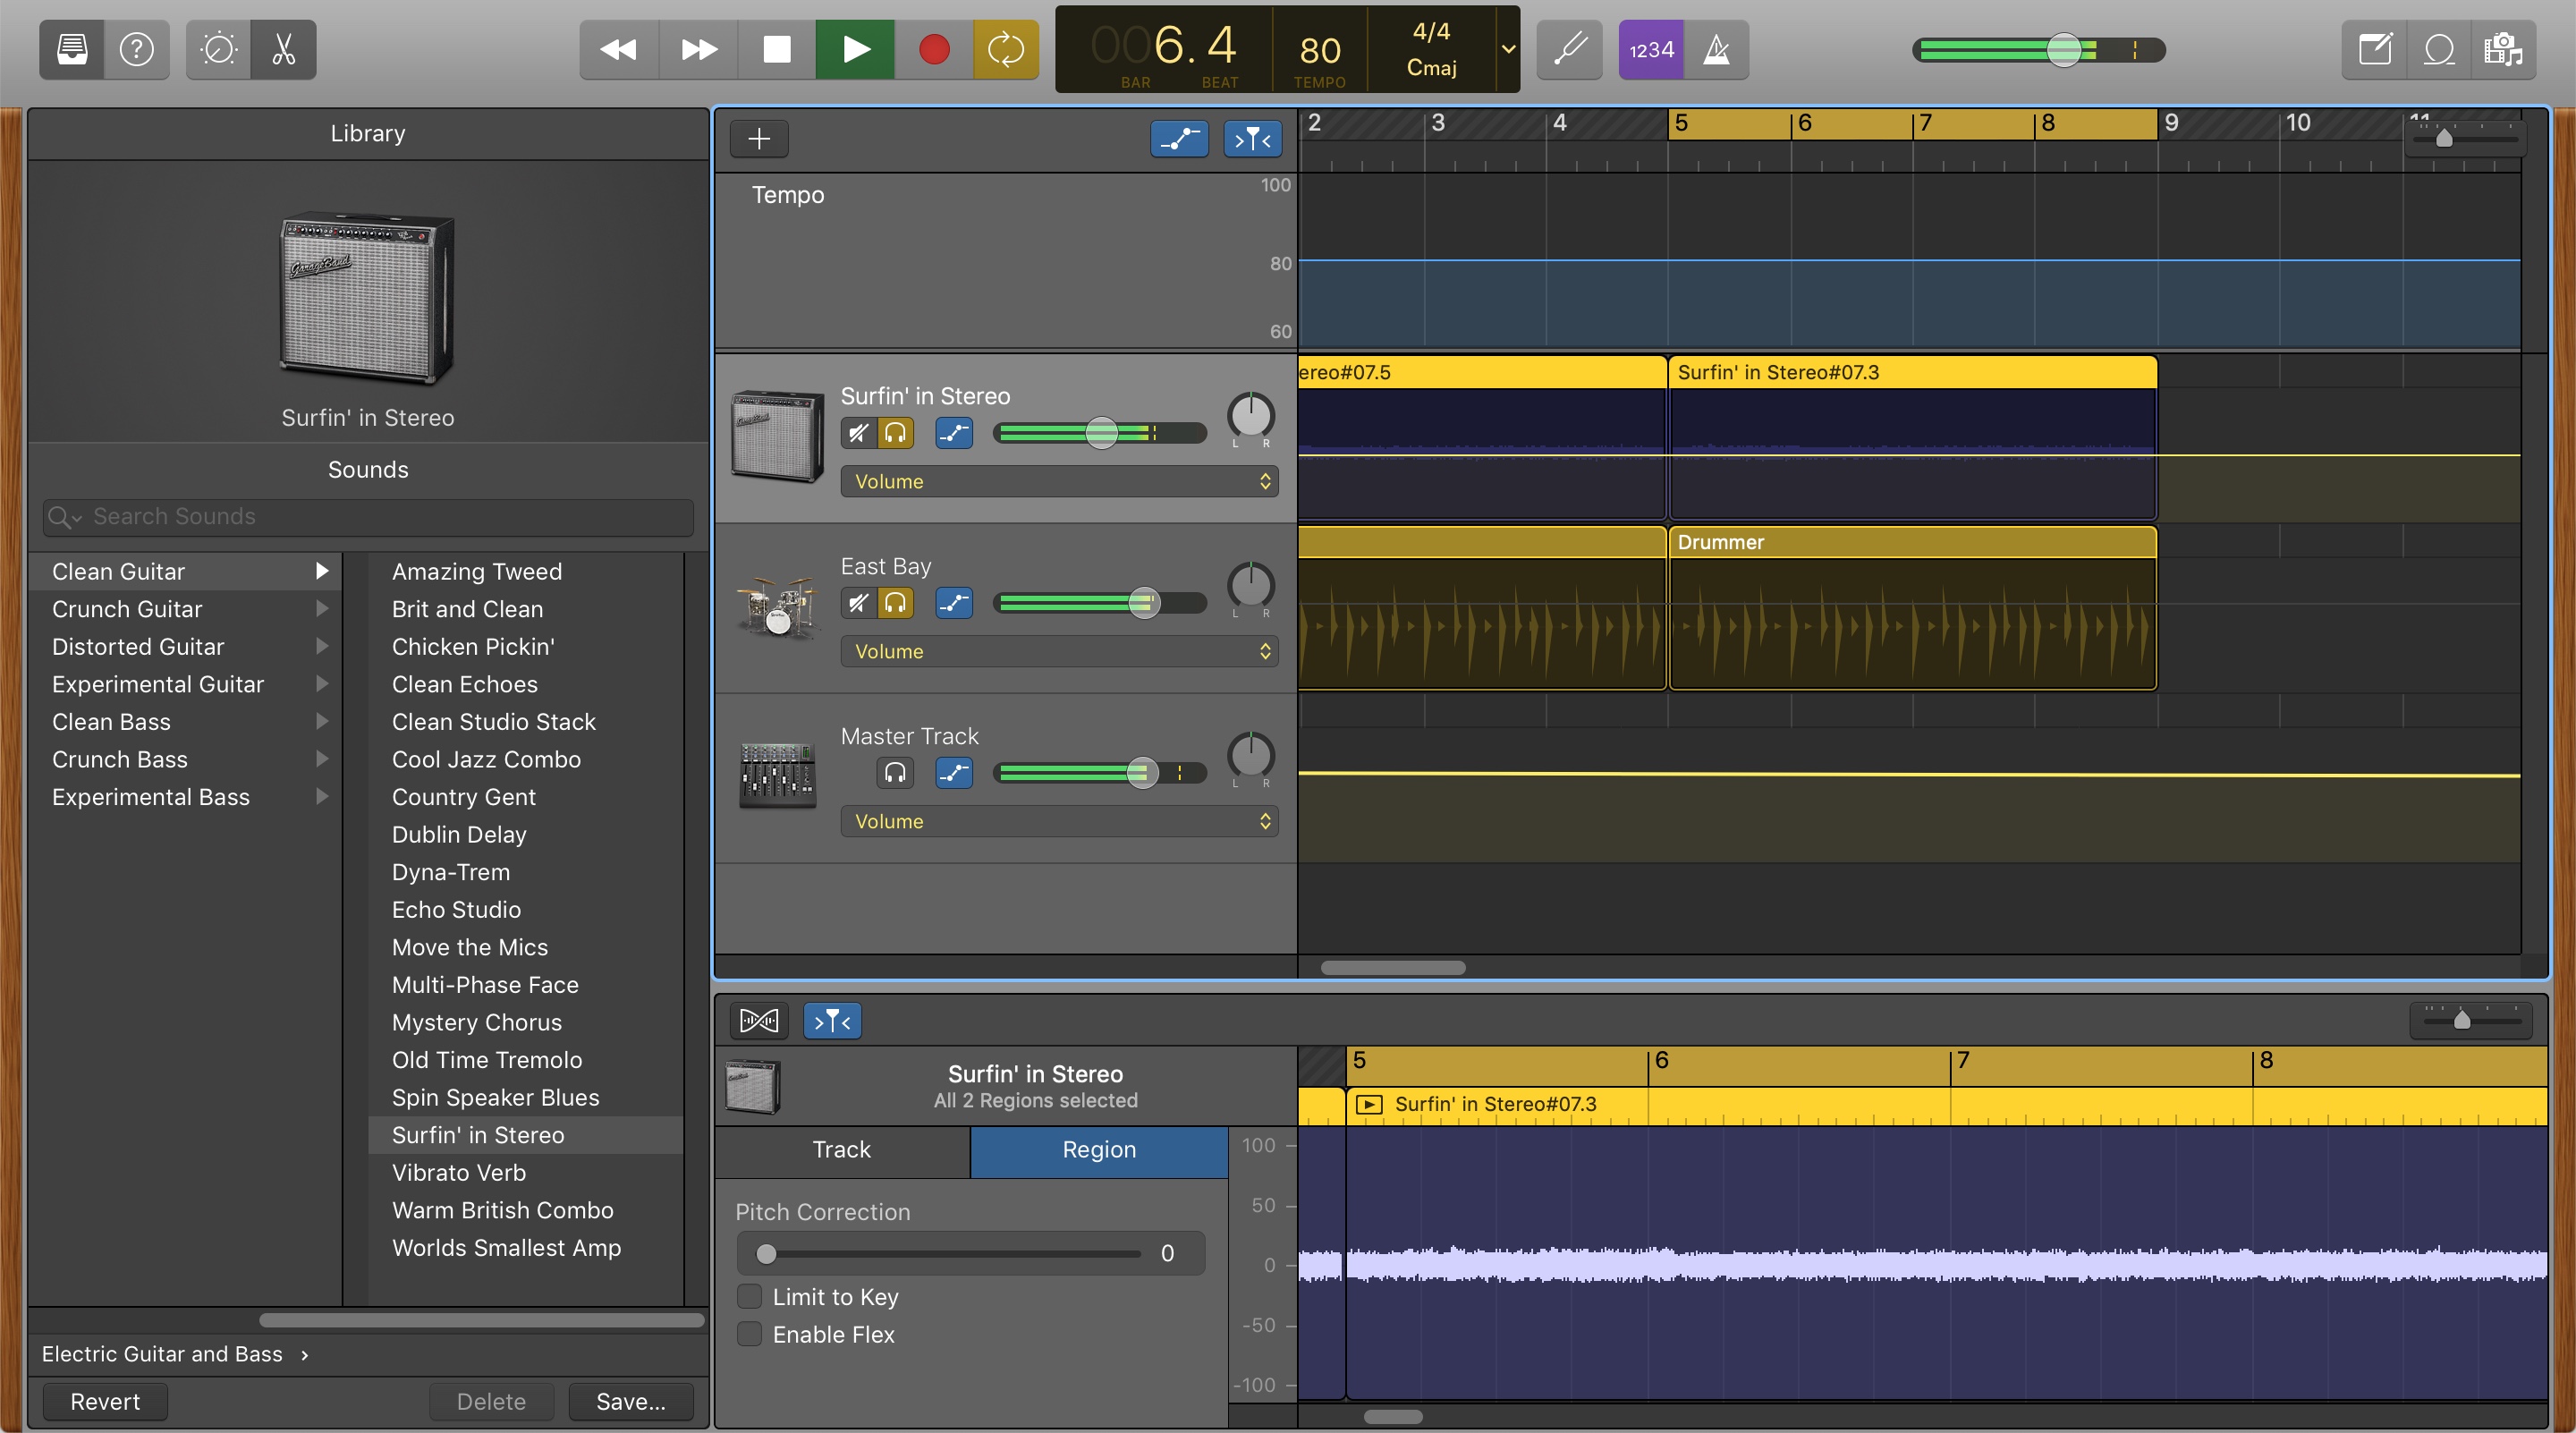 006. 4
BAR
BEAT
80
TEMPO
4/4
Cmaj
1234
Library
GarageBand
Surfin' in Stereo
Sounds
Search Sounds
Clean Guitar
Crunch Guitar
Distorted Guitar
Experimental Guitar
Clean Bass
Crunch Bass
Experimental Bass
Amazing Tweed
Brit and Clean
Chicken Pickin'
Clean Echoes
Clean Studio Stack
Cool Jazz Combo
Country Gent
Dublin Delay
Dyna-Trem
Echo Studio
Move the Mics
Multi-Phase Face
Mystery Chorus
Old Time Tremolo
Spin Speaker Blues
Surfin' in Stereo
Vibrato Verb
Warm British Combo
Worlds Smallest Amp
Electric Guitar and Bass
Revert
Delete
Save...
2 3 4 5 6 7 8 9 10 11
Tempo
100
80
60
Surfin' in Stereo
L R
Volume
ereo#07.5
Surfin' in Stereo#07.3
East Bay
L R
Volume
Drummer
Master Track
L R
Volume
Surfin' in Stereo
All 2 Regions selected
5 6 7 8
Surfin' in Stereo#07.3
Track
Region
Pitch Correction
0
Limit to Key
Enable Flex
100
50
0
-50
-100